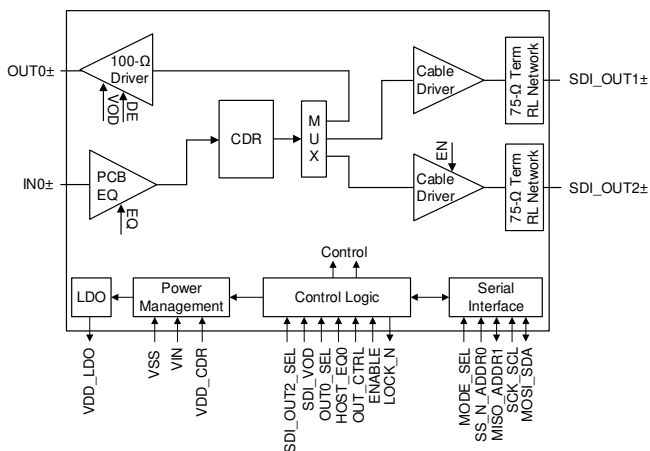 OUT0±
100-Ω
Driver
VOD
DE
IN0±
PCB
EQ
EQ
CDR
M
U
X
Cable
Driver
75-Ω Term
RL Network
SDI_OUT1±
EN
Cable
Driver
75-Ω Term
RL Network
SDI_OUT2±
Control
LDO
Power
Management
Control Logic
Serial
Interface
VDD_LDO
VSS
VIN
VDD_CDR
SDI_OUT2_SEL
SDI_VOD
OUT0_SEL
HOST_EQ0
OUT_CTRL
ENABLE
LOCK_N
MODE_SEL
SS_N_ADDR0
MISO_ADDR1
SCK_SCL
MOSI_SDA